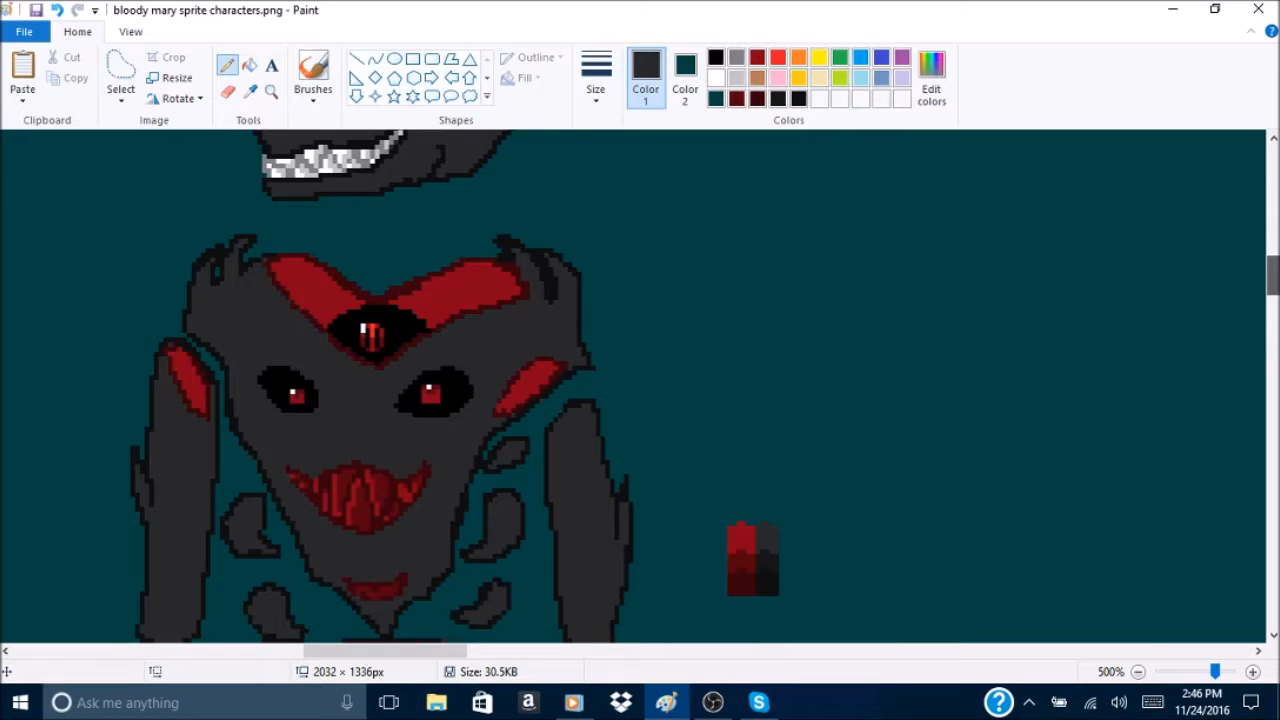 bloody mary sprite characters.png - Paint
File Home View
Paste Cut Copy
Clipboard
Select Crop Resize Rotate
Image
A
Tools
Brushes
Outline Fill
Shapes
Size
Color 1
Color 2
Edit colors
Colors
2032 × 1336px
Size: 30.5KB
500%
Ask me anything
2:46 PM
11/24/2016